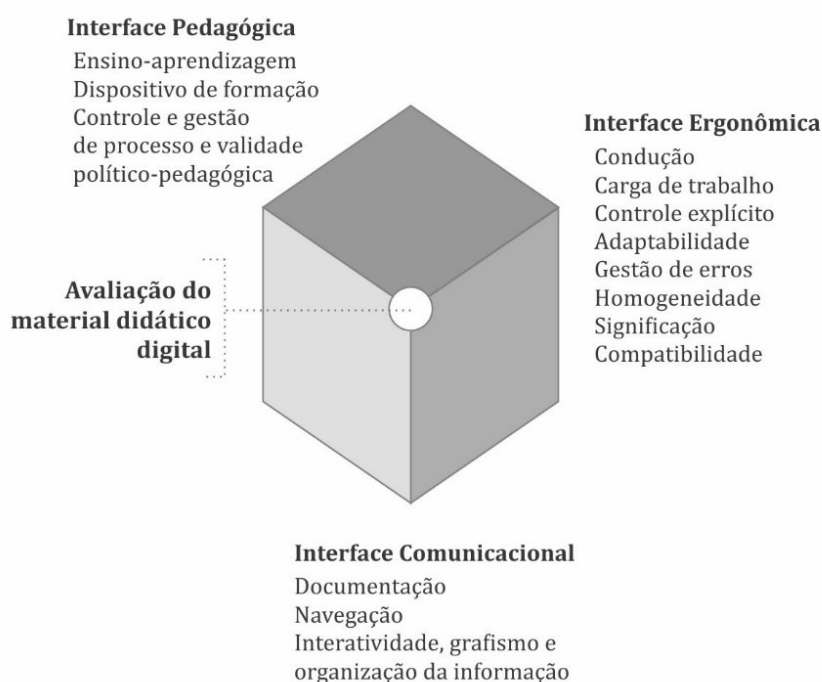 Interface Pedagógica
Ensino-aprendizagem
Dispositivo de formação
Controle e gestão
de processo e validade
político-pedagógica
Interface Ergonômica
Condução
Carga de trabalho
Controle explícito
Adaptabilidade
Gestão de erros
Homogeneidade
Significação
Compatibilidade
Avaliação do
material didático
digital
Interface Comunicacional
Documentação
Navegação
Interatividade, grafismo e
organização da informação